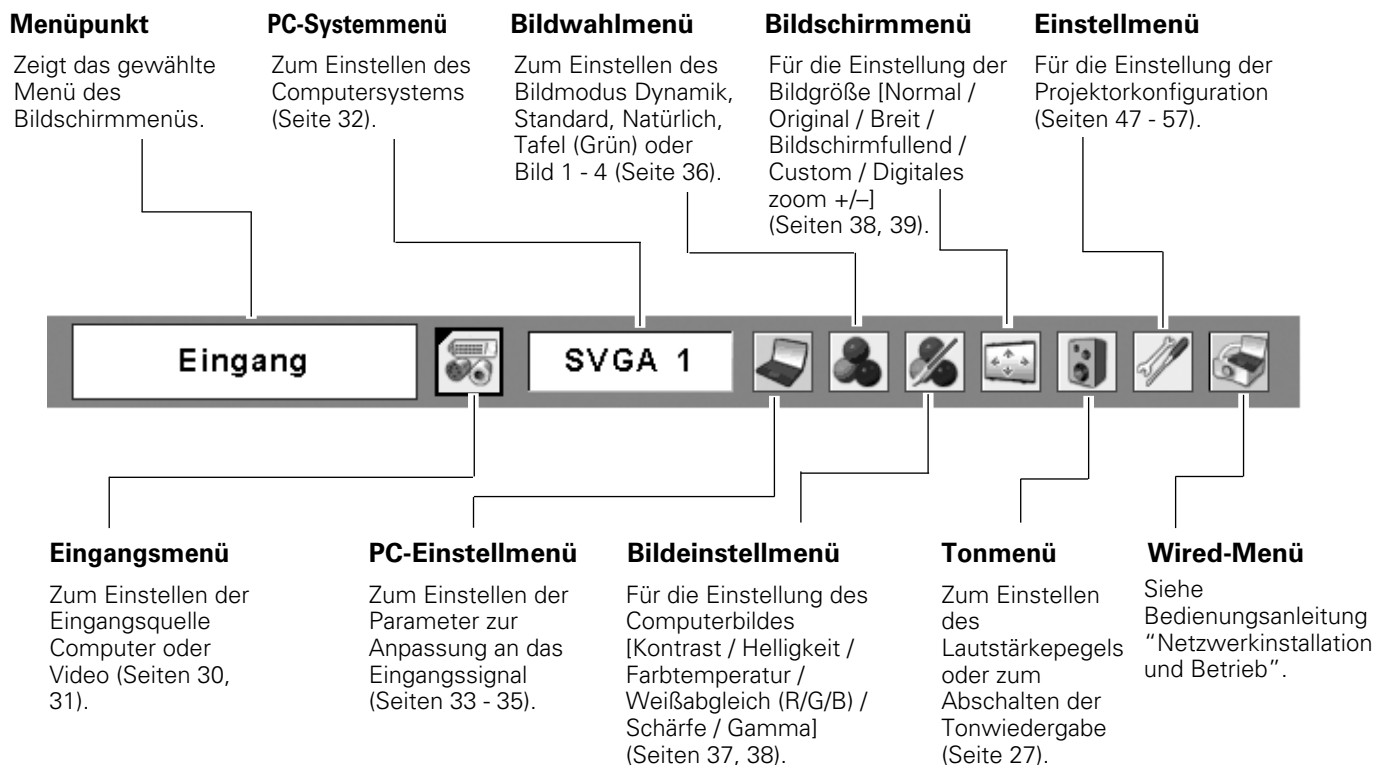 Menüpunkt
Zeigt das gewählte
Menü des
Bildschirmmenüs.
PC-Systemmenü
Zum Einstellen des
Computersystems
(Seite 32).
Bildwahlmenü
Zum Einstellen des
Bildmodus Dynamik,
Standard, Natürlich,
Tafel (Grün) oder
Bild 1 - 4 (Seite 36).
Bildschirmmenü
Für die Einstellung der
Bildgröße [Normal /
Original / Breit /
Bildschirmfullend /
Custom / Digitales
zoom +/–]
(Seiten 38, 39).
Einstellmenü
Für die Einstellung der
Projektorkonfiguration
(Seiten 47 - 57).
Eingang
SVGA 1
Eingangsmenü
Zum Einstellen der
Eingangsquelle
Computer oder
Video (Seiten 30,
31).
PC-Einstellmenü
Zum Einstellen der
Parameter zur
Anpassung an das
Eingangssignal
(Seiten 33 - 35).
Bildeinstellmenü
Für die Einstellung des
Computerbildes
[Kontrast / Helligkeit /
Farbtemperatur /
Weißabgleich (R/G/B) /
Schärfe / Gamma]
(Seiten 37, 38).
Tonmenü
Zum Einstellen
des
Lautstärkepegels
oder zum
Abschalten der
Tonwiedergabe
(Seite 27).
Wired-Menü
Siehe
Bedienungsanleitung
“Netzwerkinstallation
und Betrieb”.